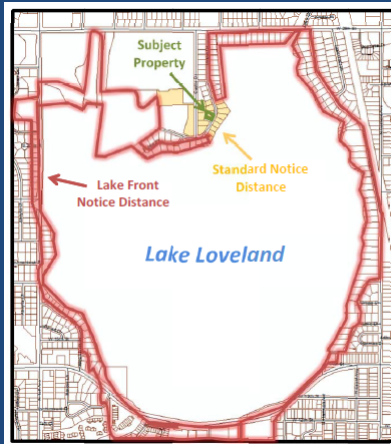 Subject
Property
Standard Notice
Distance
Lake Front
Notice Distance
Lake Loveland